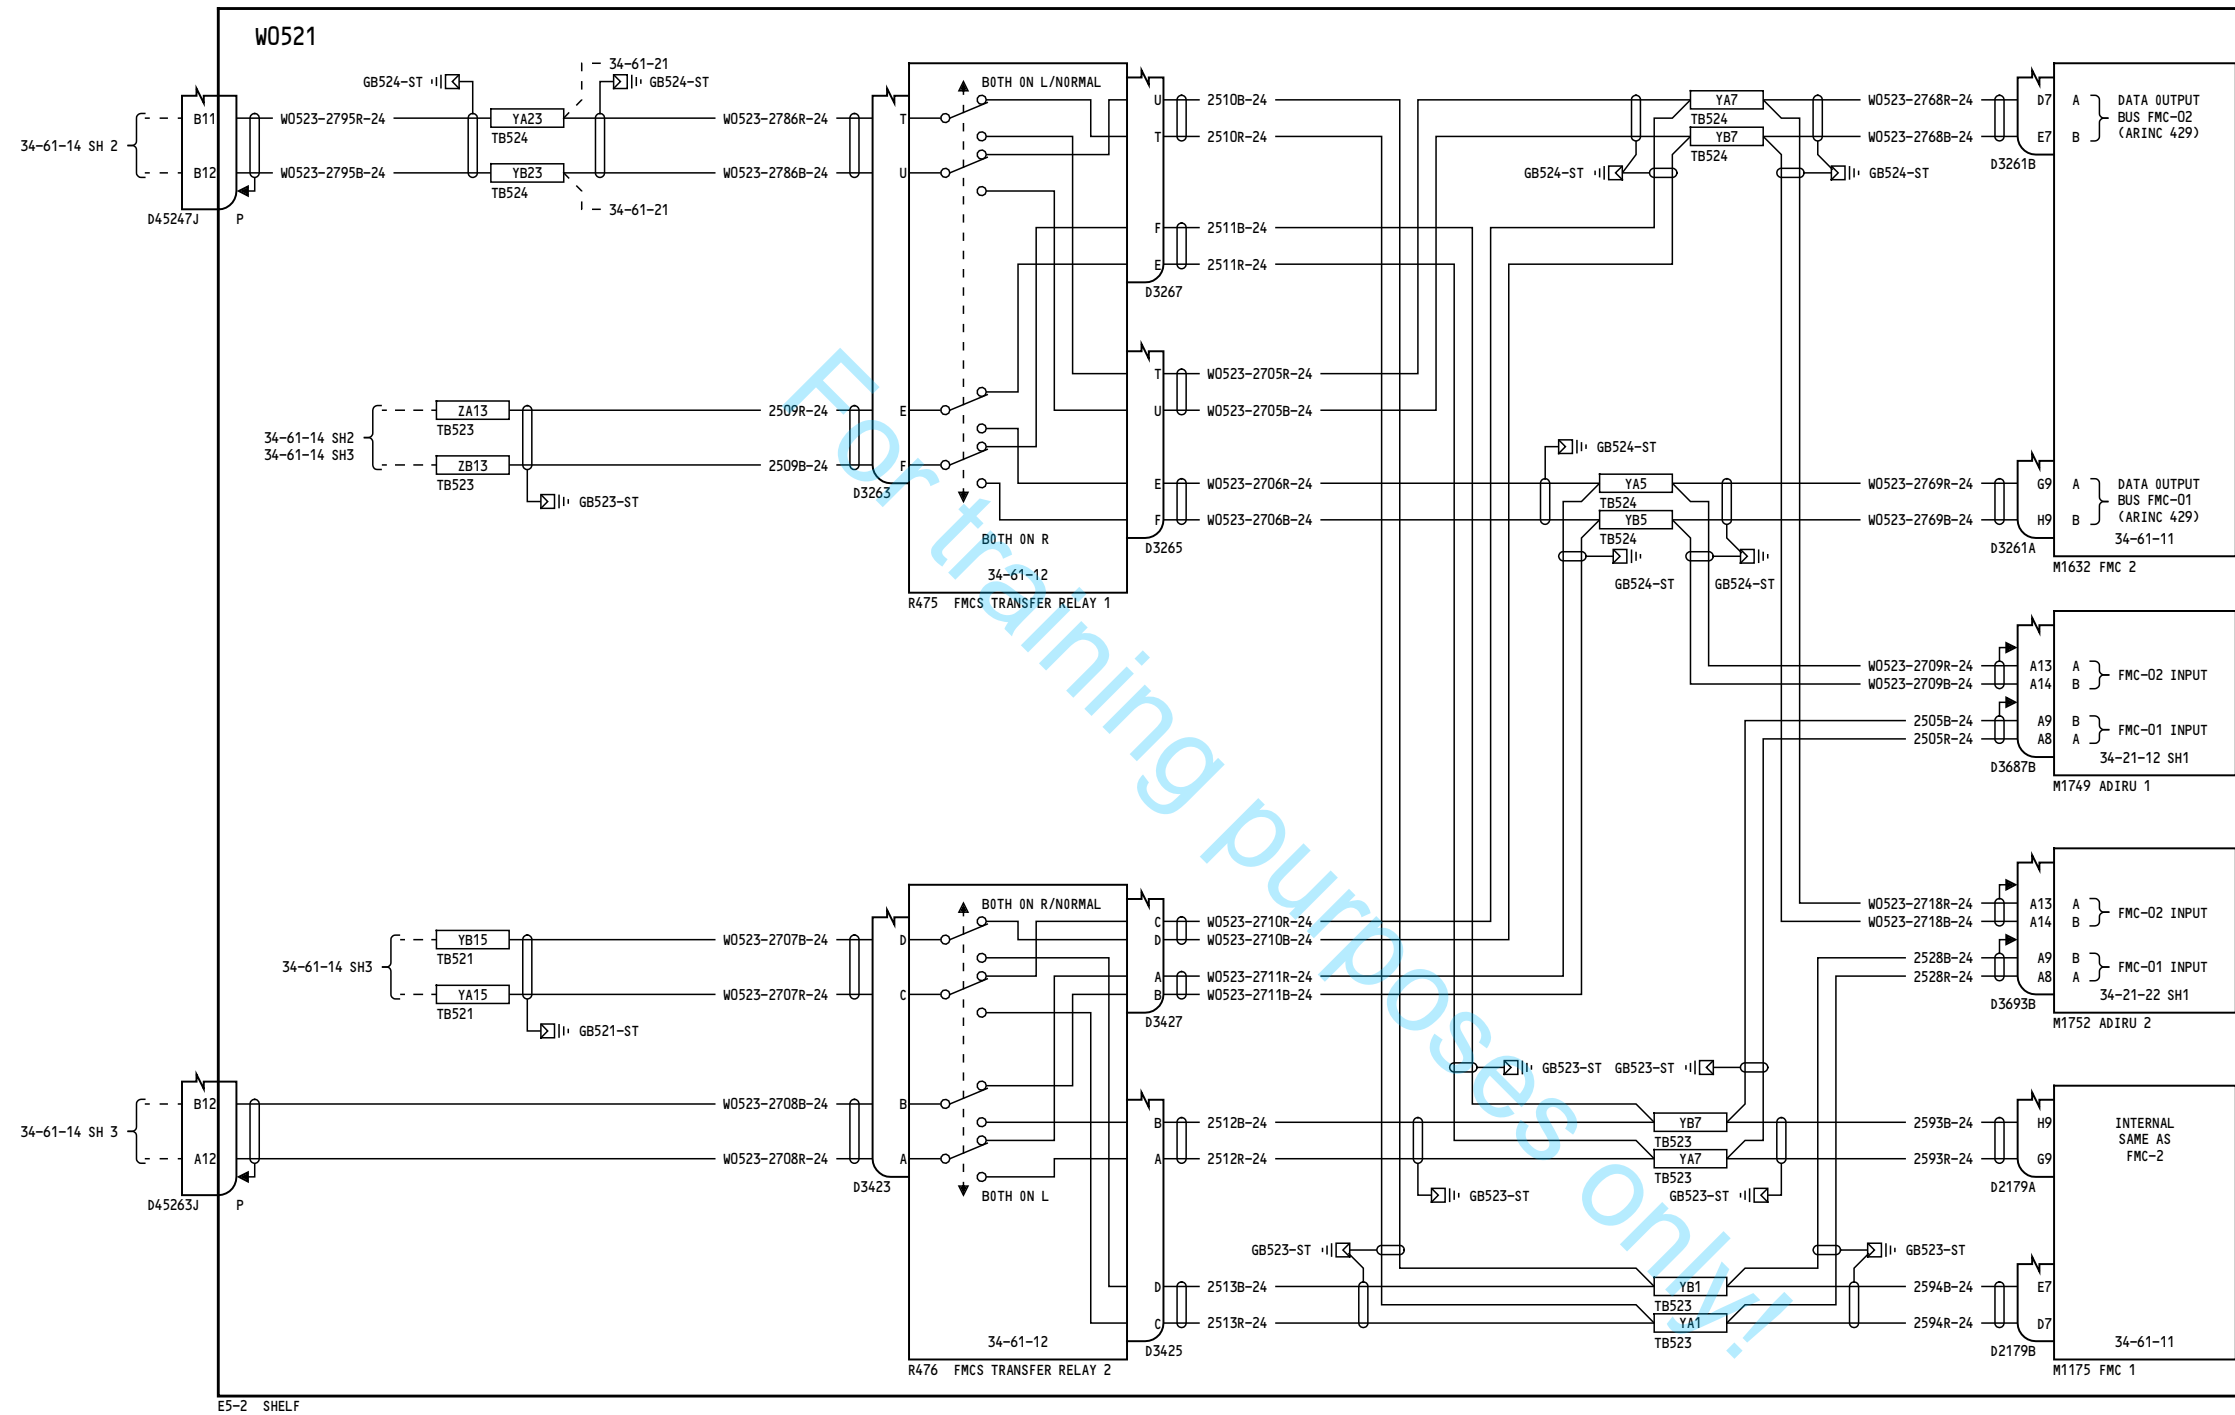 W0521
34-61-21
GB524-ST
GB524-ST
34-61-14 SH 2
B11
W0523-2795R-24
YA23
TB524
W0523-2786R-24
T
B12
W0523-2795B-24
YB23
TB524
W0523-2786B-24
U
34-61-21
D45247J
P
34-61-14 SH2
34-61-14 SH3
ZA13
TB523
2509R-24
E
ZB13
TB523
2509B-24
F
D3263
GB523-ST
BOTH ON L/NORMAL
BOTH ON R
34-61-12
R475 FMCS TRANSFER RELAY 1
U
2510B-24
T
2510R-24
F
2511B-24
E
2511R-24
D3267
T
W0523-2705R-24
U
W0523-2705B-24
E
W0523-2706R-24
F
W0523-2706B-24
D3265
YA7
TB524
YB7
TB524
GB524-ST
GB524-ST
W0523-2768R-24
D7
A
W0523-2768B-24
E7
B
DATA OUTPUT
BUS FMC-02
(ARINC 429)
D3261B
GB524-ST
YA5
TB524
YB5
TB524
GB524-ST
GB524-ST
W0523-2769R-24
G9
A
W0523-2769B-24
H9
B
DATA OUTPUT
BUS FMC-01
(ARINC 429)
34-61-11
D3261A
M1632 FMC 2
W0523-2709R-24
A13
A
W0523-2709B-24
A14
B
FMC-02 INPUT
2505B-24
A9
B
2505R-24
A8
A
FMC-01 INPUT
34-21-12 SH1
D3687B
M1749 ADIRU 1
W0523-2718R-24
A13
A
W0523-2718B-24
A14
B
FMC-02 INPUT
2528B-24
A9
B
2528R-24
A8
A
FMC-01 INPUT
34-21-22 SH1
D3693B
M1752 ADIRU 2
34-61-14 SH3
YB15
TB521
W0523-2707B-24
D
YA15
TB521
W0523-2707R-24
C
GB521-ST
34-61-14 SH 3
B12
W0523-2708B-24
B
A12
W0523-2708R-24
A
D3423
D45263J
P
BOTH ON R/NORMAL
BOTH ON L
34-61-12
R476 FMCS TRANSFER RELAY 2
C
W0523-2710R-24
D
W0523-2710B-24
A
W0523-2711R-24
B
W0523-2711B-24
D3427
B
2512B-24
A
2512R-24
D
2513B-24
C
2513R-24
D3425
GB523-ST
GB523-ST
YB7
TB523
YA7
TB523
GB523-ST
GB523-ST
GB523-ST
GB523-ST
YB1
TB523
YA1
TB523
2593B-24
H9
2593R-24
G9
D2179A
2594B-24
E7
2594R-24
D7
D2179B
INTERNAL
SAME AS
FMC-2
34-61-11
M1175 FMC 1
E5-2 SHELF
For training purposes only!